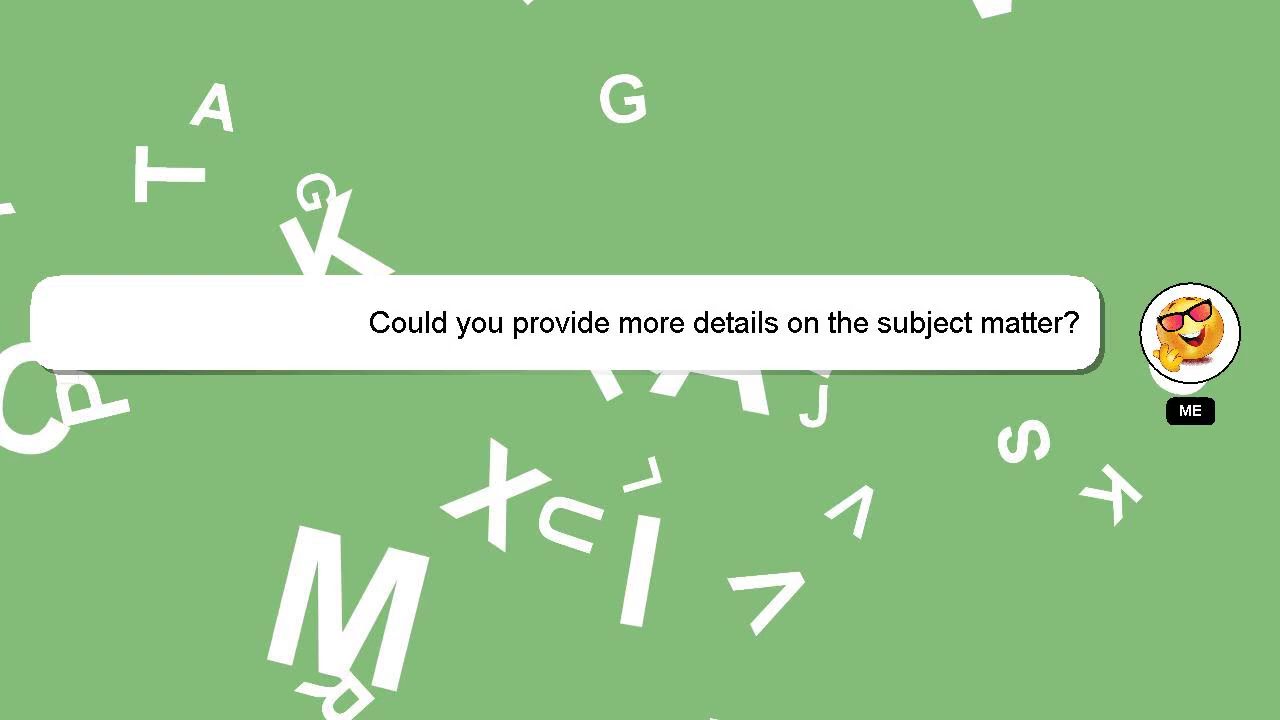 A
G
T
G
K
Could you provide more details on the subject matter?
ME
C
P
A
J
S
X
L
K
U
V
I
M
V
R